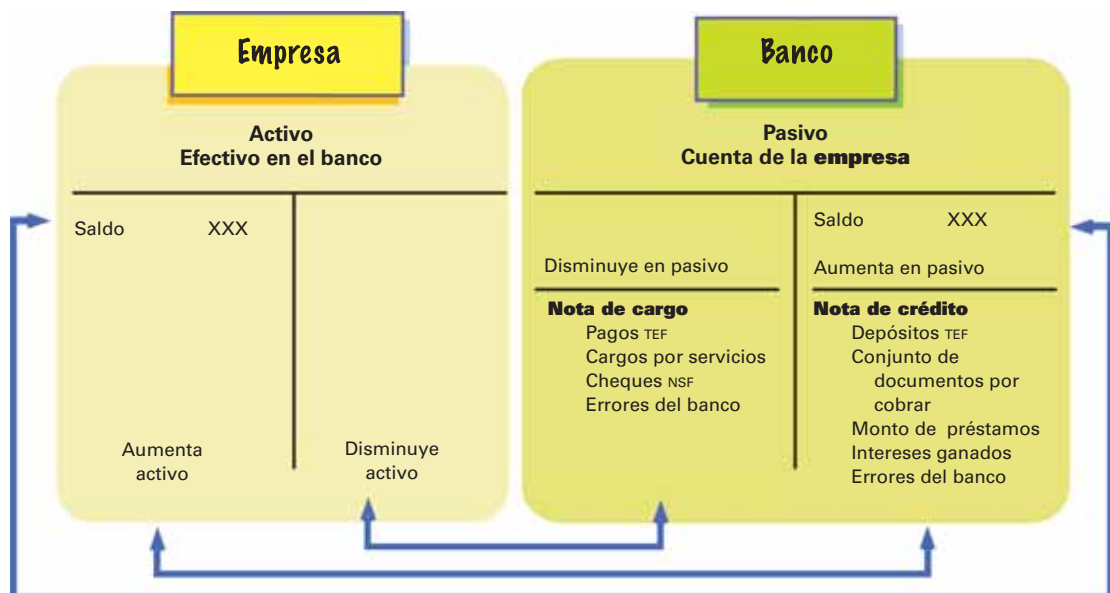 Empresa
Activo
Efectivo en el banco
Saldo XXX
Aumenta
activo
Disminuye
activo
Banco
Pasivo
Cuenta de la empresa
Disminuye en pasivo
Nota de cargo
Pagos TEF
Cargos por servicios
Cheques NSF
Errores del banco
Saldo XXX
Aumenta en pasivo
Nota de crédito
Depósitos TEF
Conjunto de
documentos por
cobrar
Monto de préstamos
Intereses ganados
Errores del banco